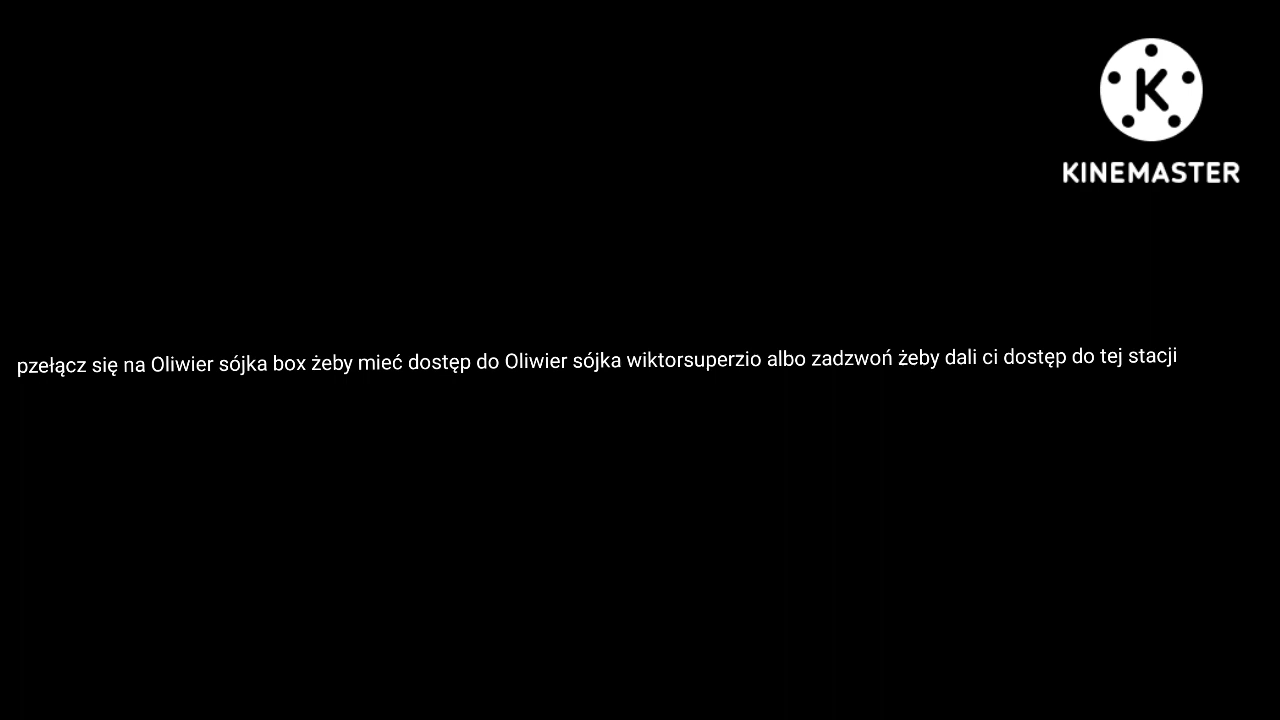 KINEMASTER
pzełącz się na Oliwier sójka box żeby mieć dostęp do Oliwier sójka wiktorsuperzio albo zadzwoń żeby dali ci dostęp do tej stacji